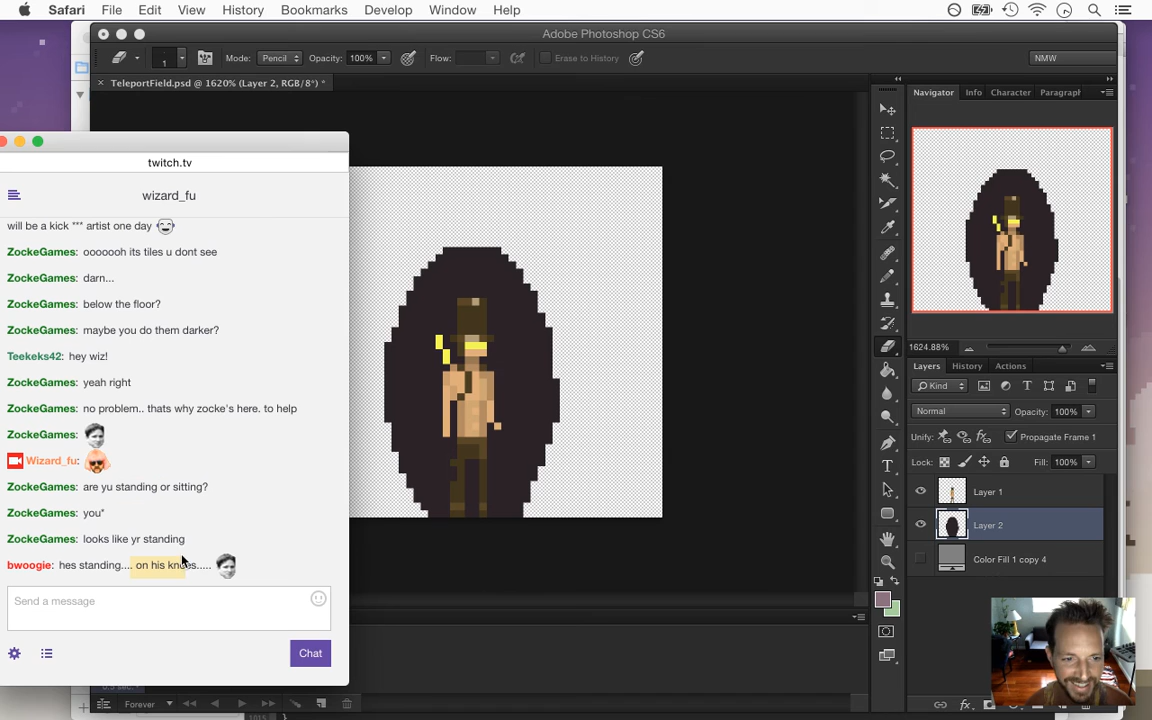 Safari File Edit View History Bookmarks Develop Window Help
Adobe Photoshop CS6
1 Mode: Pencil Opacity: 100% Flow: Erase to History NMW
× TeleportField.psd @ 1620% (Layer 2, RGB/8*) *
Navigator Info Character Paragraph
twitch.tv
wizard_fu
will be a kick *** artist one day
ZockeGames: ooooooh its tiles u dont see
ZockeGames: darn...
ZockeGames: below the floor?
ZockeGames: maybe you do them darker?
Teekeks42: hey wiz!
ZockeGames: yeah right
ZockeGames: no problem.. thats why zocke's here. to help
ZockeGames:
Wizard_fu:
ZockeGames: are yu standing or sitting?
ZockeGames: you*
ZockeGames: looks like yr standing
bwoogie: hes standing.... on his knees.....
Send a message
Chat
1624.88%
Layers History Actions
Kind
Normal Opacity: 100%
Unify: Propagate Frame 1
Lock: Fill: 100%
Layer 1
Layer 2
Color Fill 1 copy 4
fx
0.5 sec.
Forever